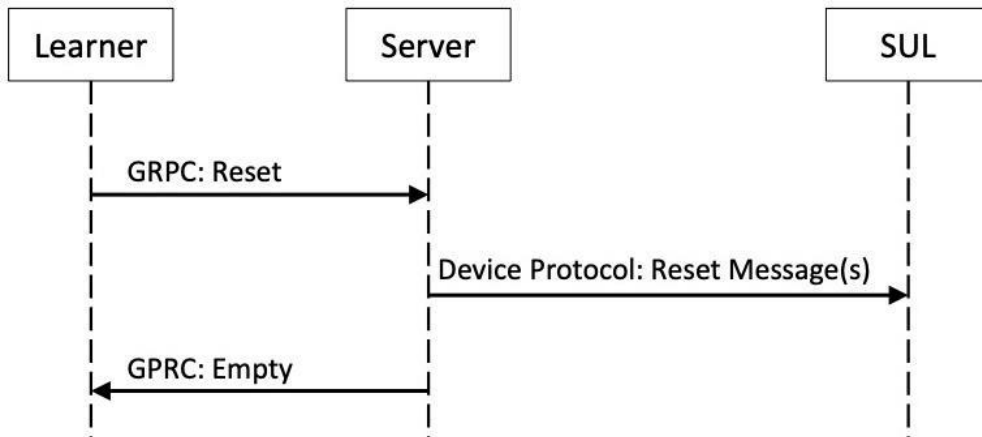 Learner
Server
SUL
GRPC: Reset
Device Protocol: Reset Message(s)
GPRC: Empty